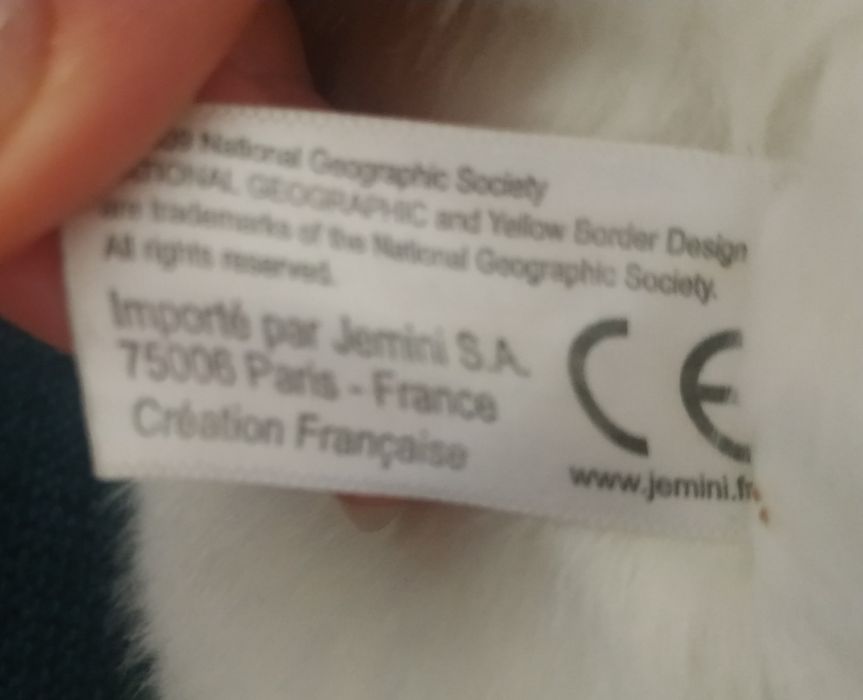 National Geographic Society
NATIONAL GEOGRAPHIC and Yellow Border Design
are trademarks of the National Geographic Society.
All rights reserved.
Importé par Jemini S.A.
75006 Paris - France
Création Française
CE
www.jemini.fr